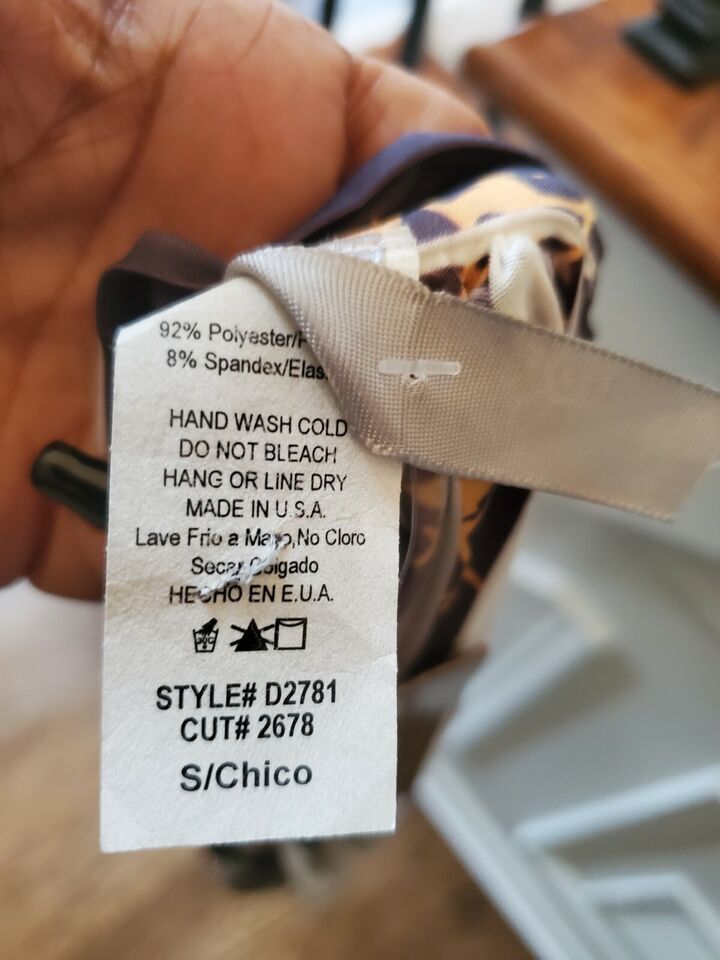 92% Polyester/
8% Spandex/Elas
HAND WASH COLD
DO NOT BLEACH
HANG OR LINE DRY
MADE IN U.S.A.
Lave Frio a Mano,No Cloro
Secar Colgado
HECHO EN E.U.A.
30C
STYLE# D2781
CUT# 2678
S/Chico